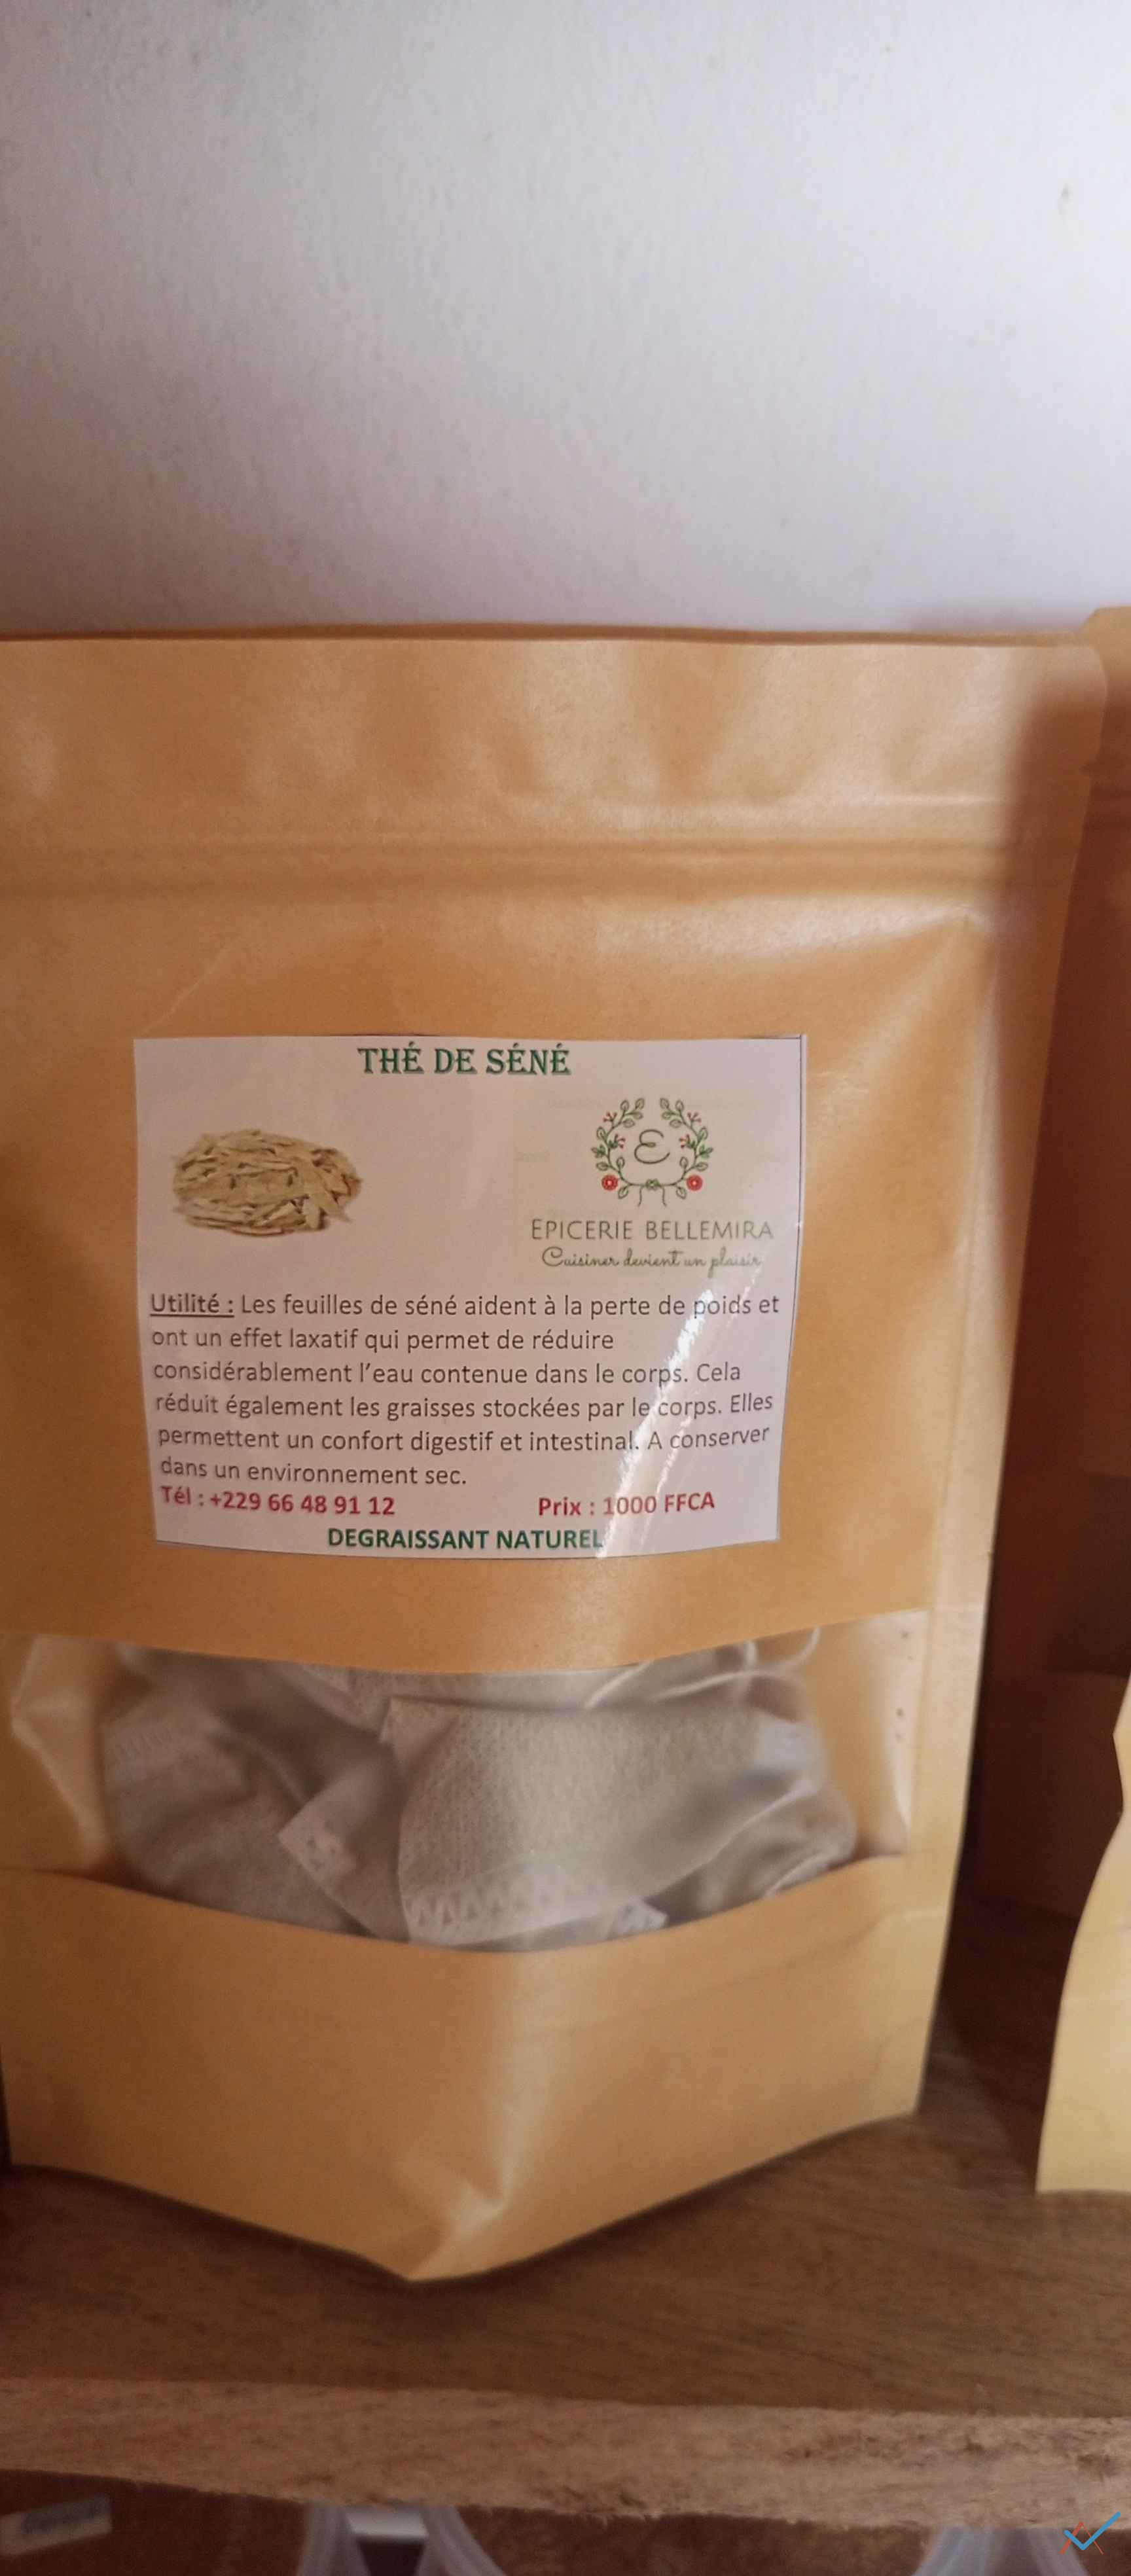 THÉ DE SÉNÉ
E
EPICERIE BELLEMIRA
Cuisiner devient un plaisir
Utilité : Les feuilles de séné aident à la perte de poids et
ont un effet laxatif qui permet de réduire
considérablement l'eau contenue dans le corps. Cela
réduit également les graisses stockées par le corps. Elles
permettent un confort digestif et intestinal. A conserver
dans un environnement sec.
Tél : +229 66 48 91 12 Prix : 1000 FFCA
DEGRAISSANT NATUREL